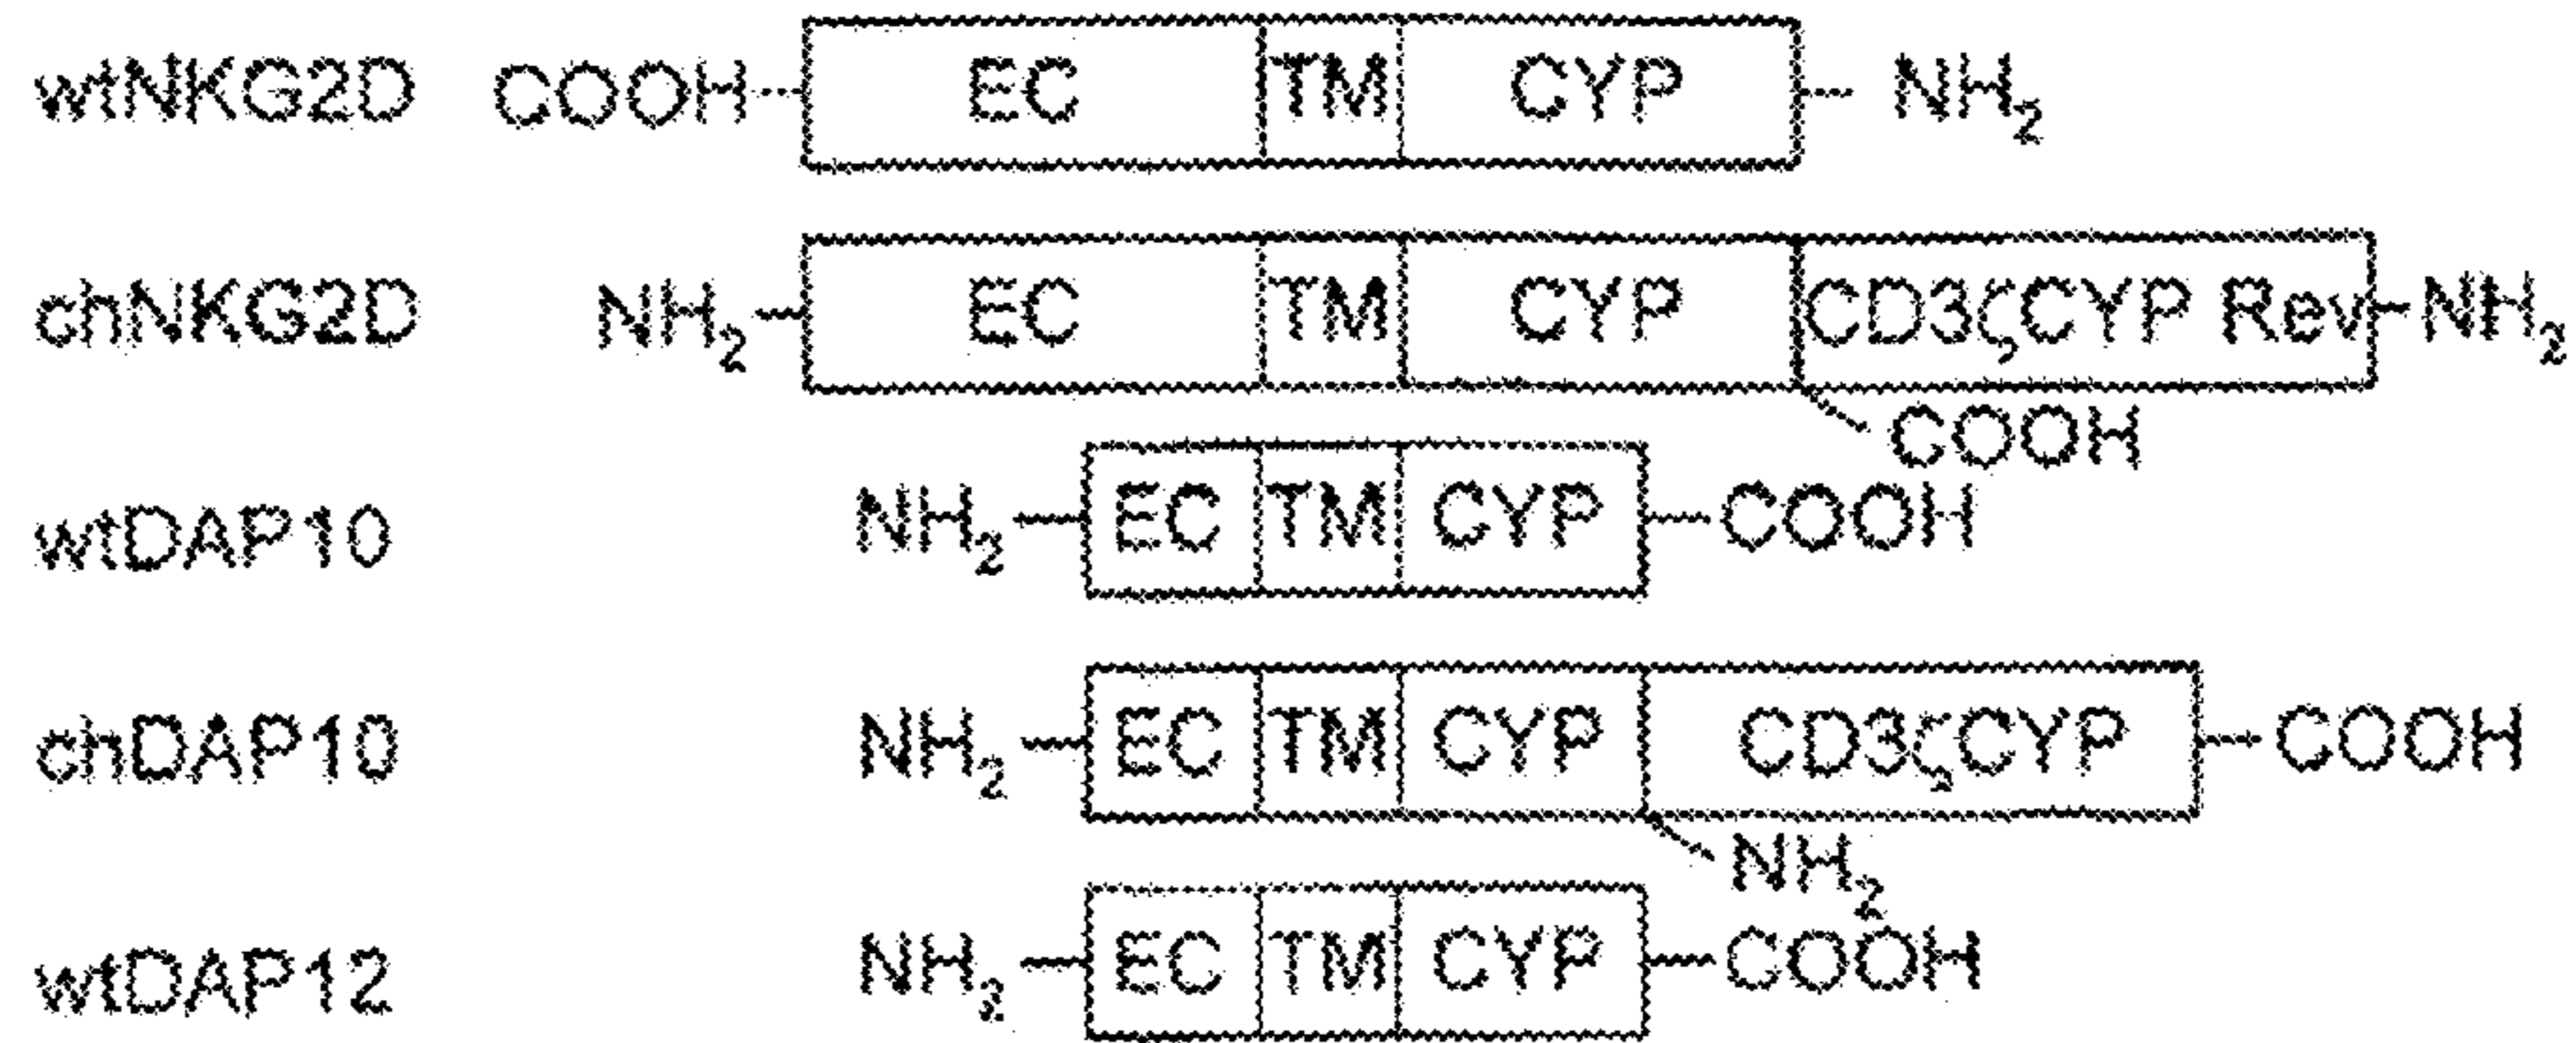 wtNKG2D COOH EC TM CYP NH₂
chNKG2D NH₂ EC TM CYP CD3ζCYP Rev NH₂
COOH
wtDAP10 NH₂ EC TM CYP COOH
chDAP10 NH₂ EC TM CYP CD3ζCYP COOH
NH₂
wtDAP12 NH₂ EC TM CYP COOH